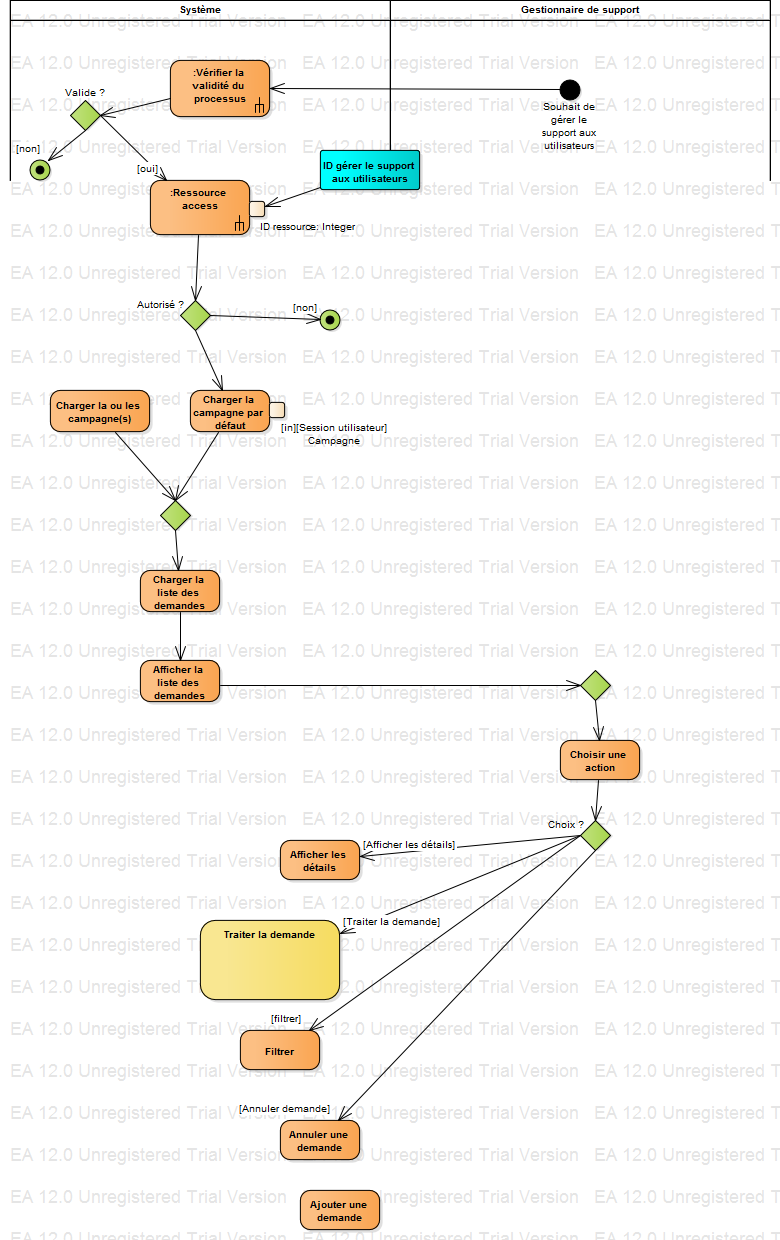 Système
Gestionnaire de support
:Vérifier la
validité du
processus
Valide ?
Souhait de
gérer le
support aux
utilisateurs
[non]
[oui]
ID gérer le support
aux utilisateurs
:Ressource
access
ID ressource: Integer
Autorisé ?
[non]
Charger la ou les
campagne(s)
Charger la
campagne par
défaut
[in][Session utilisateur]
Campagne
Charger la
liste des
demandes
Afficher la
liste des
demandes
Choisir une
action
Choix ?
[Afficher les détails]
Afficher les
détails
[Traiter la demande]
Traiter la demande
[filtrer]
Filtrer
[Annuler demande]
Annuler une
demande
Ajouter une
demande
EA 12.0 Unregistered Trial Version